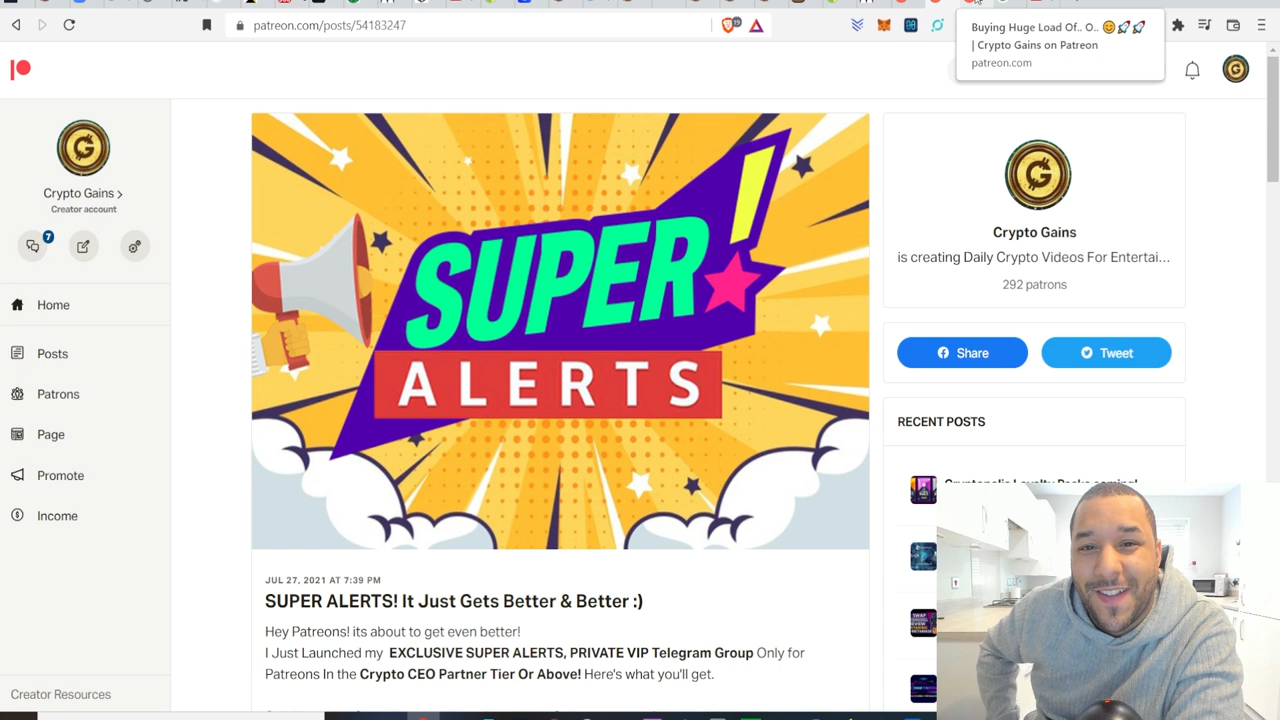 patreon.com/posts/54183247
19
Buying Huge Load Of.. O.. 😊🚀🚀
| Crypto Gains on Patreon
patreon.com
Crypto Gains >
Creator account
7
Home
Posts
Patrons
Page
Promote
Income
Creator Resources
SUPER!
ALERTS
JUL 27, 2021 AT 7:39 PM
SUPER ALERTS! It Just Gets Better & Better :)
Hey Patreons! its about to get even better!
I Just Launched my EXCLUSIVE SUPER ALERTS, PRIVATE VIP Telegram Group Only for
Patreons In the Crypto CEO Partner Tier Or Above! Here's what you'll get.
Crypto Gains
is creating Daily Crypto Videos For Entertai...
292 patrons
Share
Tweet
RECENT POSTS